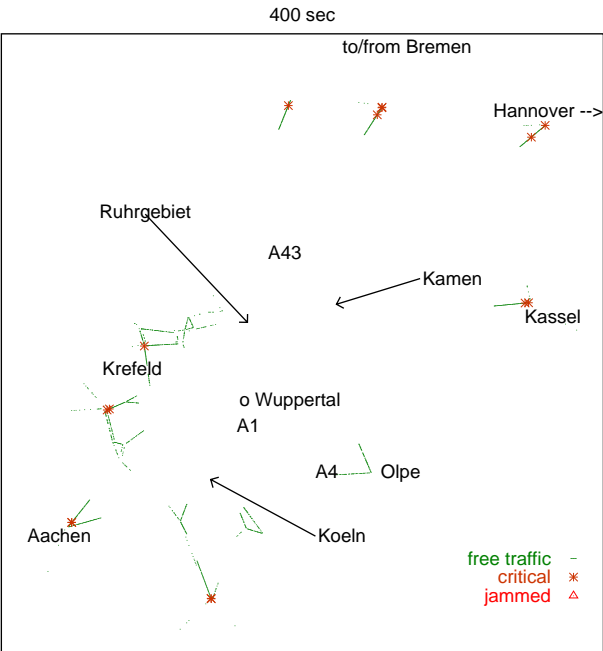 400 sec
to/from Bremen
Hannover -->
Ruhrgebiet
A43
Kamen
Kassel
Krefeld
o Wuppertal
A1
A4
Olpe
Aachen
Koeln
free traffic
critical
jammed